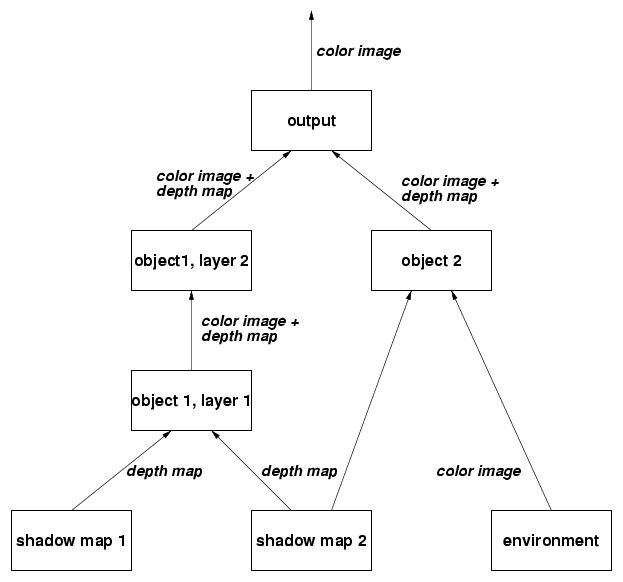 color image
output
color image +
depth map
color image +
depth map
object1, layer 2
object 2
color image +
depth map
object 1, layer 1
depth map
depth map
color image
shadow map 1
shadow map 2
environment